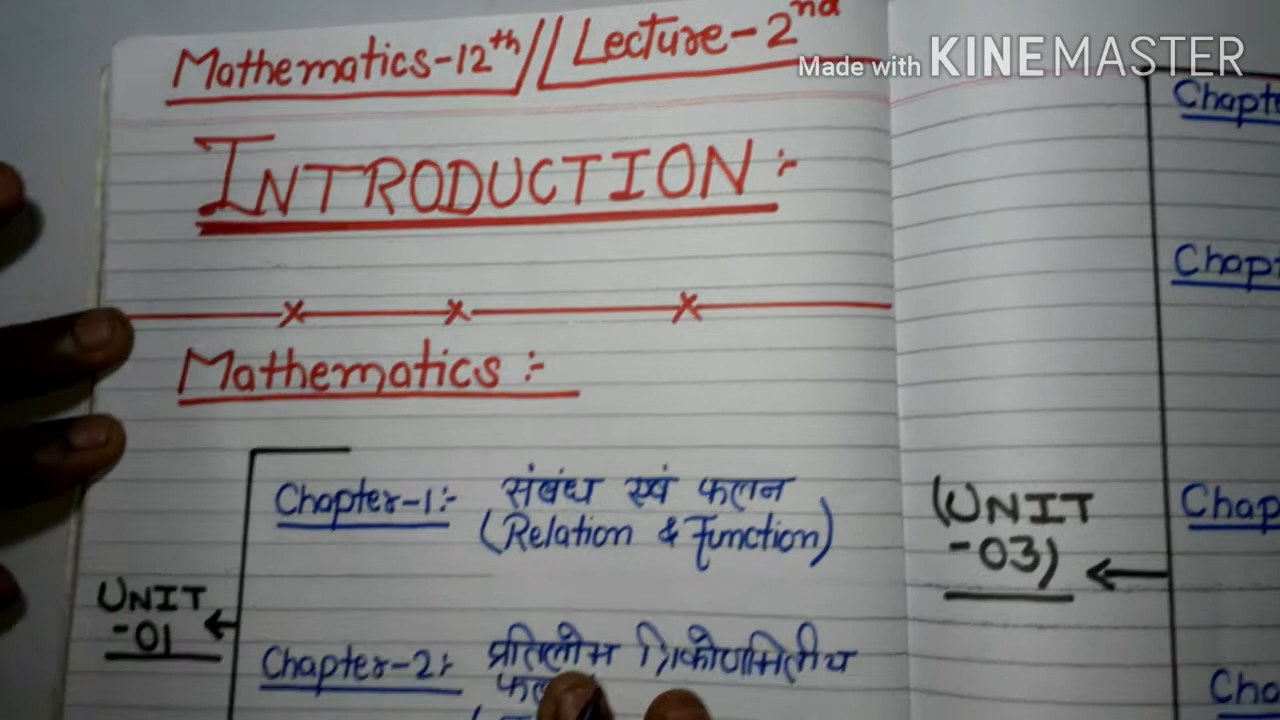 Mathematics-12th // Lecture-2nd
Made with KINEMASTER
INTRODUCTION:-
Mathematics :-
Chapter-1:- संबंध एवं फलन
(Relation & Function)
UNIT
-01
Chapter-2:- प्रतिलोम त्रिकोणमितीय
(UNIT
-03)